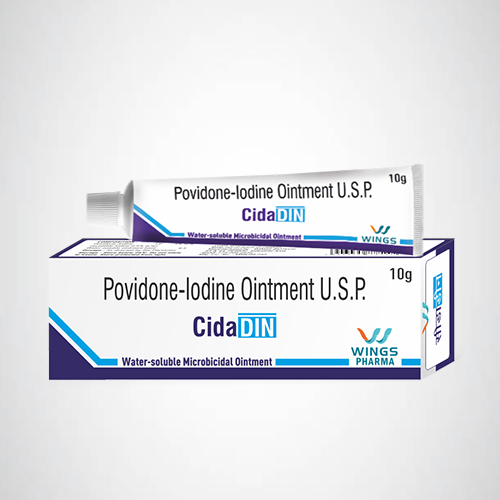 10g
Povidone-Iodine Ointment U.S.P.
CidaDIN
WINGS
Water-soluble Microbicidal Ointment
10g
Povidone-Iodine Ointment U.S.P.
CidaDIN
WINGS
PHARMA
Water-soluble Microbicidal Ointment
सीडाडिन